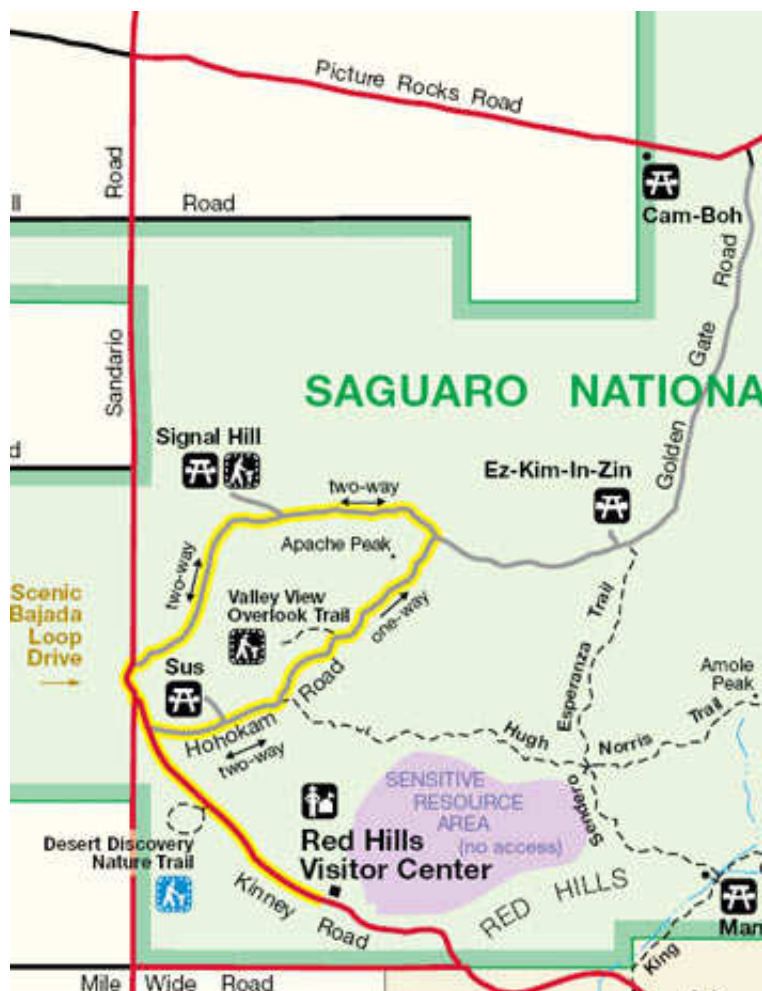 Picture Rocks Road
Road
ll
Road
Cam-Boh
Road
Gate
Golden
Sandario
SAGUARO NATIONA
d
Signal Hill
two-way
Ez-Kim-In-Zin
Apache Peak
two-way
Valley View
Overlook Trail
one-way
Scenic
Bajada
Loop
Drive
Sus
Road
Hohokam
two-way
Trail
Esperanza
Amole
Peak
Hugh Norris Trail
SENSITIVE
RESOURCE
AREA
(no access)
Sendero
Red Hills
Visitor Center
Desert Discovery
Nature Trail
Kinney Road
RED HILLS
Man
King
Mile Wide Road